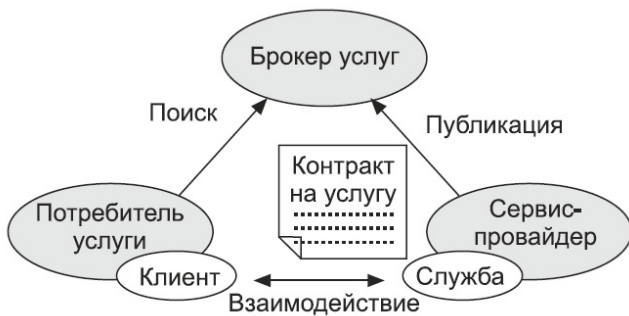 Брокер услуг
Поиск
Публикация
Контракт
на услугу
Потребитель
услуги
Сервис-
провайдер
Клиент
Служба
Взаимодействие